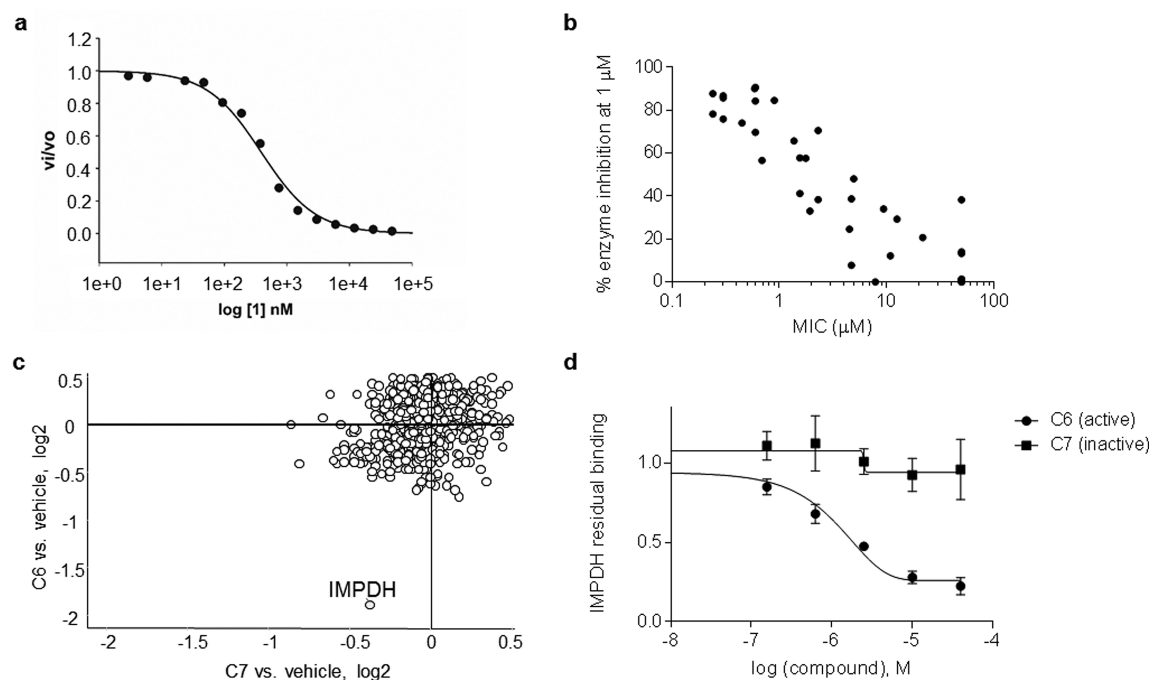 a
1.2
1.0
0.8
0.6
0.4
0.2
0.0
vi/vo
1e+0 1e+1 1e+2 1e+3 1e+4 1e+5
log [1] nM
b
100
80
60
40
20
0
% enzyme inhibition at 1 μM
0.1 1 10 100
MIC (μM)
c
0.5
0
-0.5
-1
-1.5
-2
C6 vs. vehicle, log2
IMPDH
-2 -1.5 -1 -0.5 0 0.5
C7 vs. vehicle, log2
d
1.0
0.5
0.0
IMPDH residual binding
-8 -7 -6 -5 -4
log (compound), M
C6 (active)
C7 (inactive)